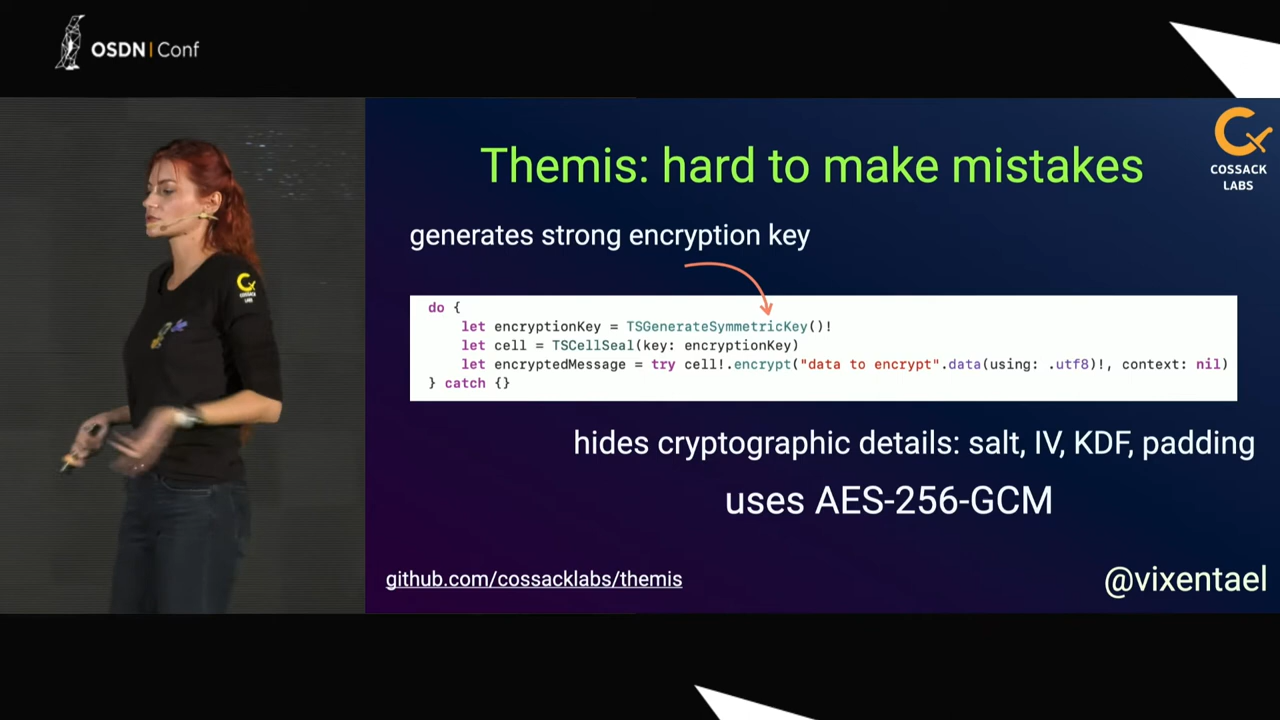 OSDN | Conf
COSSACK
LABS
Themis: hard to make mistakes
generates strong encryption key
do {
let encryptionKey = TSGenerateSymmetricKey()!
let cell = TSCellSeal(key: encryptionKey)
let encryptedMessage = try cell!.encrypt("data to encrypt".data(using: .utf8)!, context: nil)
} catch {}
hides cryptographic details: salt, IV, KDF, padding
uses AES-256-GCM
github.com/cossacklabs/themis
@vixentael
COSSACK
LABS